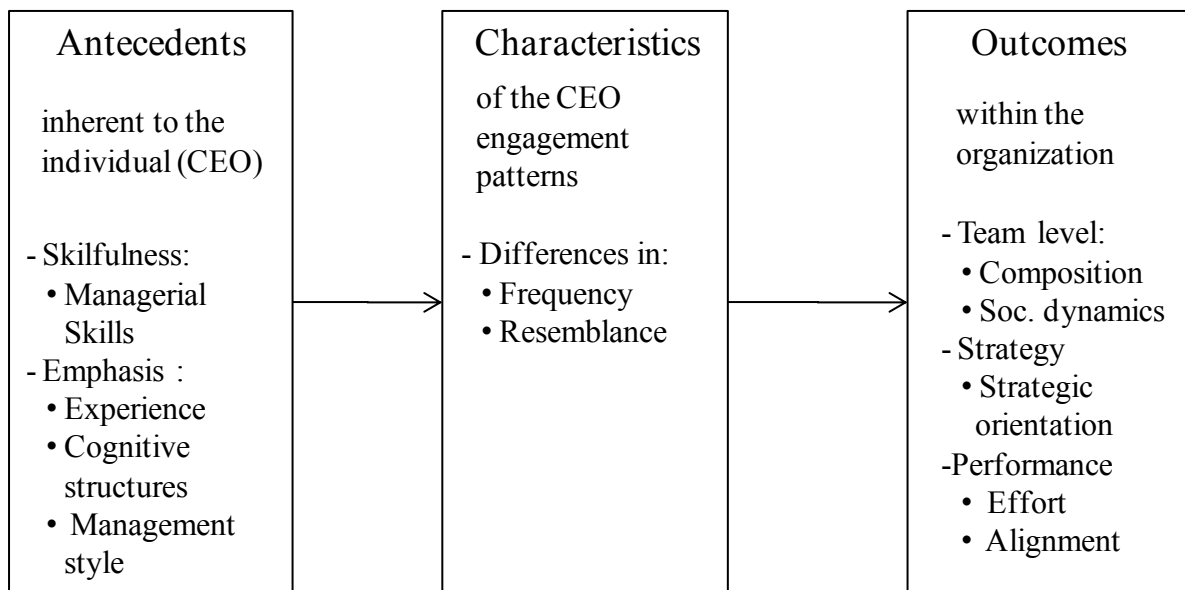 Antecedents
inherent to the
individual (CEO)
- Skilfulness:
• Managerial
Skills
- Emphasis :
• Experience
• Cognitive
structures
• Management
style
Characteristics
of the CEO
engagement
patterns
- Differences in:
• Frequency
• Resemblance
Outcomes
within the
organization
- Team level:
• Composition
• Soc. dynamics
- Strategy
• Strategic
orientation
-Performance
• Effort
• Alignment